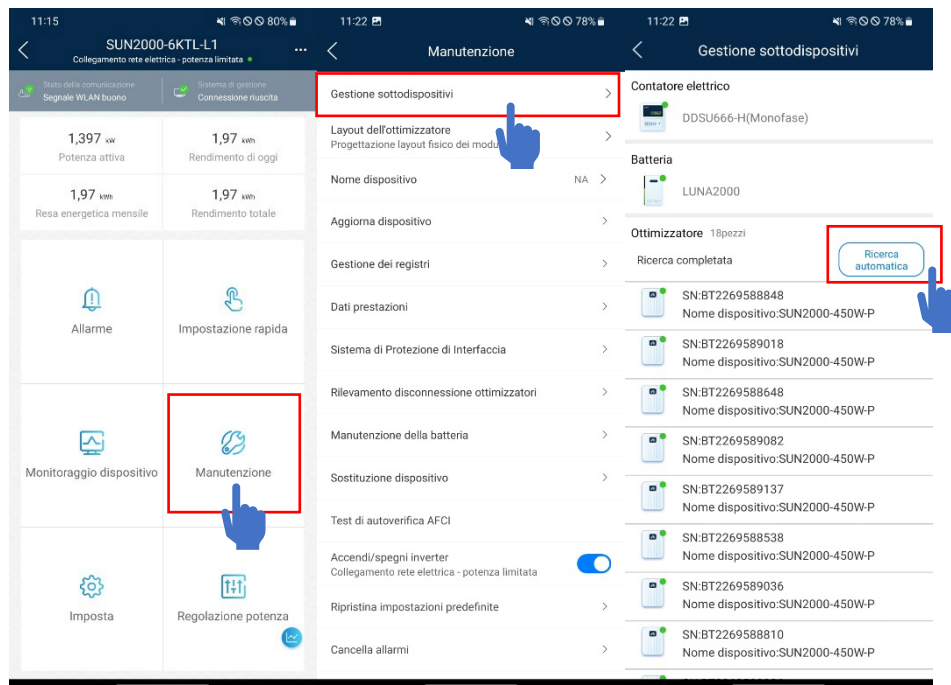 11:15
80%
SUN2000-6KTL-L1
Collegamento rete elettrica - potenza limitata
Stato della comunicazione
Segnale WLAN buono
Sistema di gestione
Connessione riuscita
1,397 kW
Potenza attiva
1,97 kWh
Rendimento di oggi
1,97 kWh
Resa energetica mensile
1,97 kWh
Rendimento totale
Allarme
Impostazione rapida
Monitoraggio dispositivo
Manutenzione
Imposta
Regolazione potenza
11:22
78%
Manutenzione
Gestione sottodispositivi
Layout dell'ottimizzatore
Progettazione layout fisico dei
Nome dispositivo
NA
Aggiorna dispositivo
Gestione dei registri
Dati prestazioni
Sistema di Protezione di Interfaccia
Rilevamento disconnessione ottimizzatori
Manutenzione della batteria
Sostituzione dispositivo
Test di autoverifica AFCI
Accendi/spegni inverter
Collegamento rete elettrica - potenza limitata
Ripristina impostazioni predefinite
Cancella allarmi
11:22
78%
Gestione sottodispositivi
Contatore elettrico
DDSU666-H(Monofase)
Batteria
LUNA2000
Ottimizzatore 18pezzi
Ricerca completata
Ricerca
automatica
SN:BT2269588848
Nome dispositivo:SUN2000-450W-P
SN:BT2269589018
Nome dispositivo:SUN2000-450W-P
SN:BT2269588648
Nome dispositivo:SUN2000-450W-P
SN:BT2269589082
Nome dispositivo:SUN2000-450W-P
SN:BT2269589137
Nome dispositivo:SUN2000-450W-P
SN:BT2269588538
Nome dispositivo:SUN2000-450W-P
SN:BT2269589036
Nome dispositivo:SUN2000-450W-P
SN:BT2269588810
Nome dispositivo:SUN2000-450W-P